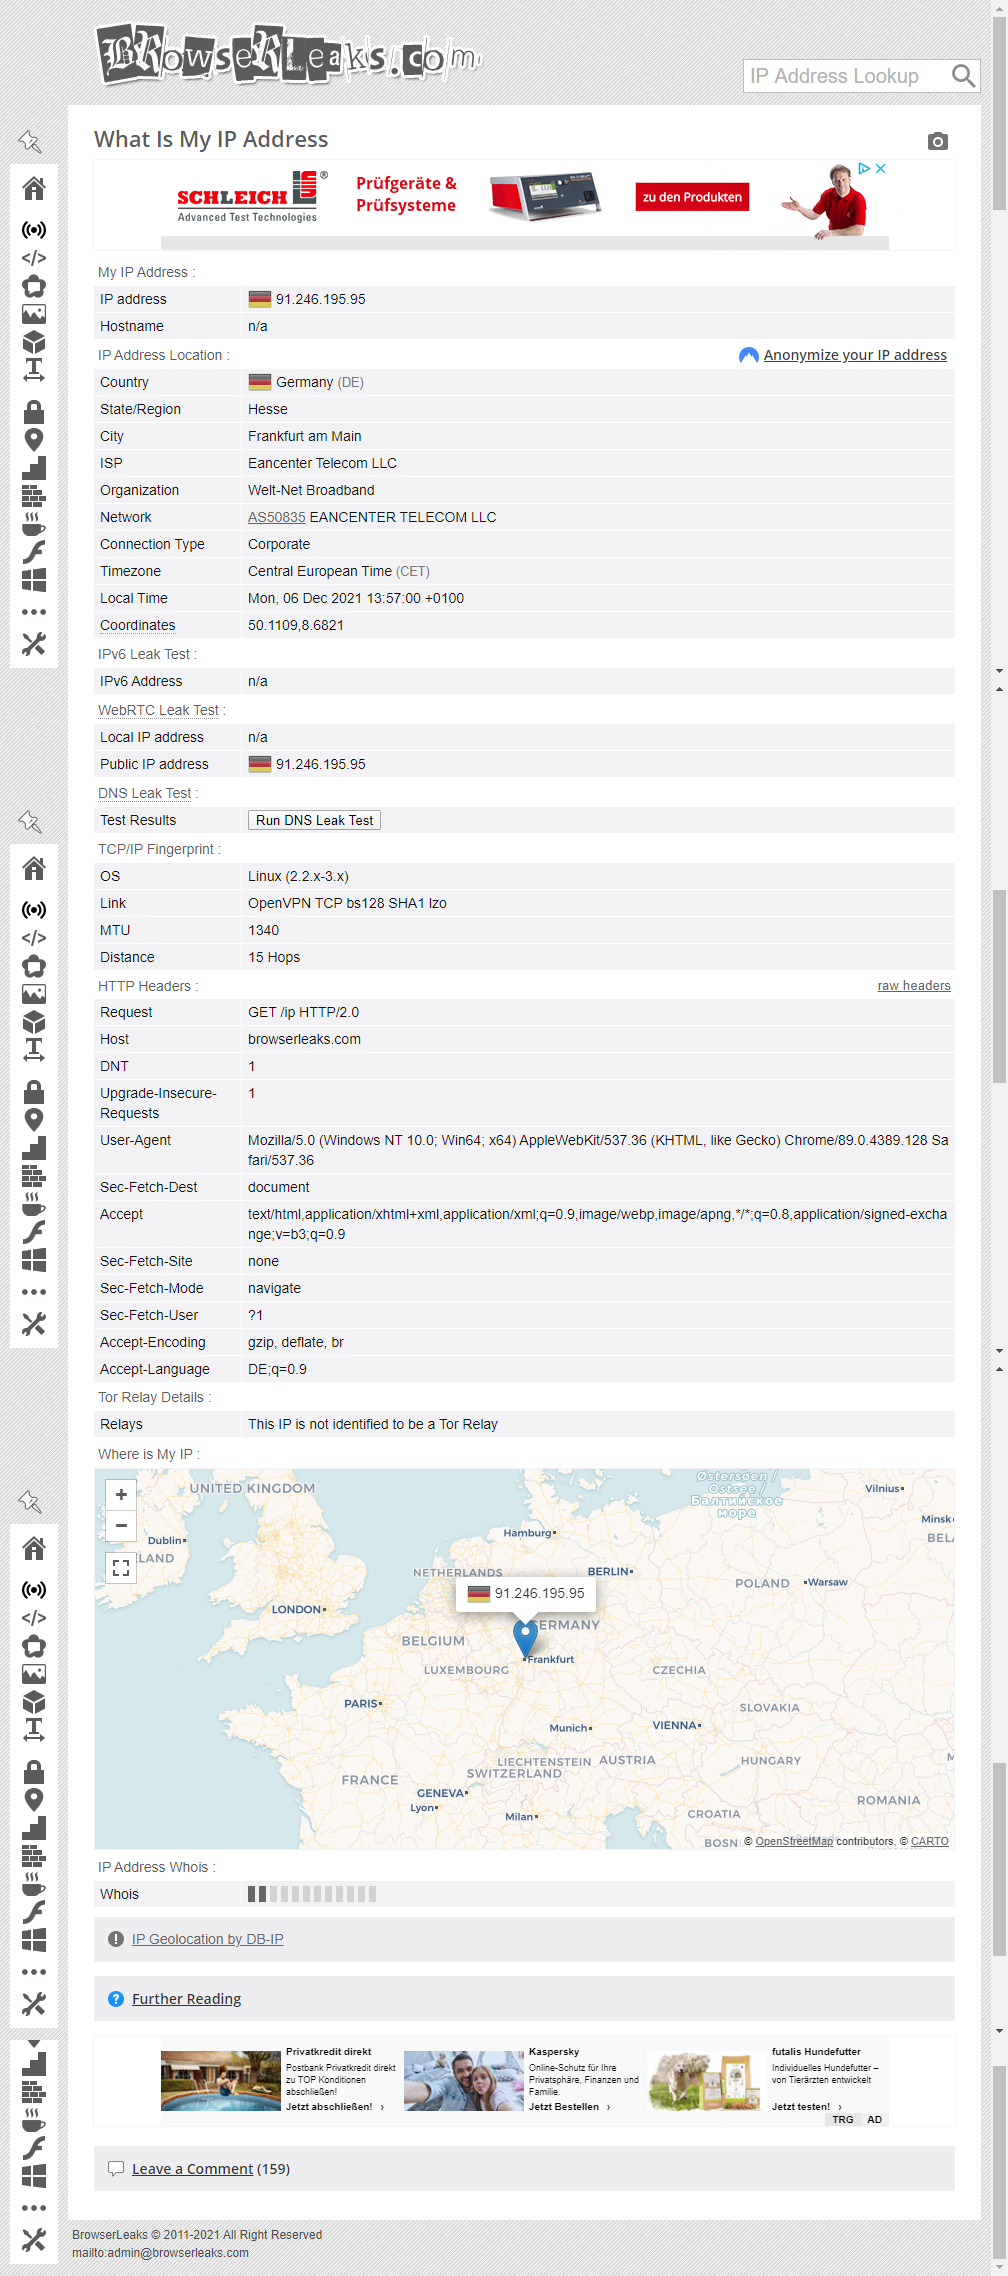 BRowseRleaks.com
IP Address Lookup
What Is My IP Address
SCHLEICH ®
Advanced Test Technologies
Prüfgeräte &
Prüfsysteme
zu den Produkten
My IP Address :
IP address 91.246.195.95
Hostname n/a
IP Address Location : Anonymize your IP address
Country Germany (DE)
State/Region Hesse
City Frankfurt am Main
ISP Eancenter Telecom LLC
Organization Welt-Net Broadband
Network AS50835 EANCENTER TELECOM LLC
Connection Type Corporate
Timezone Central European Time (CET)
Local Time Mon, 06 Dec 2021 13:57:00 +0100
Coordinates 50.1109,8.6821
IPv6 Leak Test :
IPv6 Address n/a
WebRTC Leak Test :
Local IP address n/a
Public IP address 91.246.195.95
DNS Leak Test :
Test Results Run DNS Leak Test
TCP/IP Fingerprint :
OS Linux (2.2.x-3.x)
Link OpenVPN TCP bs128 SHA1 lzo
MTU 1340
Distance 15 Hops
HTTP Headers : raw headers
Request GET /ip HTTP/2.0
Host browserleaks.com
DNT 1
Upgrade-Insecure- 1
Requests
User-Agent Mozilla/5.0 (Windows NT 10.0; Win64; x64) AppleWebKit/537.36 (KHTML, like Gecko) Chrome/89.0.4389.128 Sa
fari/537.36
Sec-Fetch-Dest document
Accept text/html,application/xhtml+xml,application/xml;q=0.9,image/webp,image/apng,*/*;q=0.8,application/signed-excha
nge;v=b3;q=0.9
Sec-Fetch-Site none
Sec-Fetch-Mode navigate
Sec-Fetch-User ?1
Accept-Encoding gzip, deflate, br
Accept-Language DE;q=0.9
Tor Relay Details :
Relays This IP is not identified to be a Tor Relay
Where is My IP :
Østersøen /
Ostsee /
Балтийское
море
UNITED KINGDOM
Vilnius
+
Minsk
−
Hamburg
Dublin
BEL
LAND
NETHERLANDS
BERLIN
POLAND
Warsaw
91.246.195.95
LONDON
GERMANY
BELGIUM
Frankfurt
LUXEMBOURG
CZECHIA
PARIS
SLOVAKIA
Munich
VIENNA
LIECHTENSTEIN
AUSTRIA
HUNGARY
SWITZERLAND
FRANCE
GENEVA
ROMANIA
Lyon
Milan
CROATIA
BOSNI
© OpenStreetMap contributors, © CARTO
IP Address Whois :
Whois
IP Geolocation by DB-IP
Further Reading
Privatkredit direkt
Postbank Privatkredit direkt
zu TOP Konditionen
abschließen!
Jetzt abschließen! ›
Kaspersky
Online-Schutz für Ihre
Privatsphäre, Finanzen und
Familie.
Jetzt Bestellen ›
futalis Hundefutter
Individuelles Hundefutter –
von Tierärzten entwickelt
Jetzt testen! ›
TRG AD
Leave a Comment (159)
BrowserLeaks © 2011-2021 All Right Reserved
mailto:admin@browserleaks.com